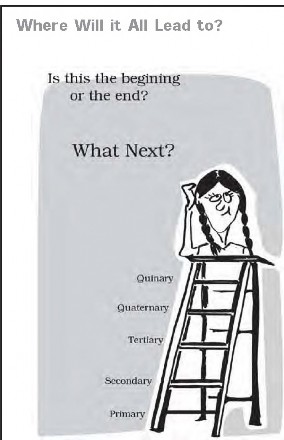 Where Will it All Lead to?
Is this the begining
or the end?
What Next?
Quinary
Quaternary
Tertiary
Secondary
Primary